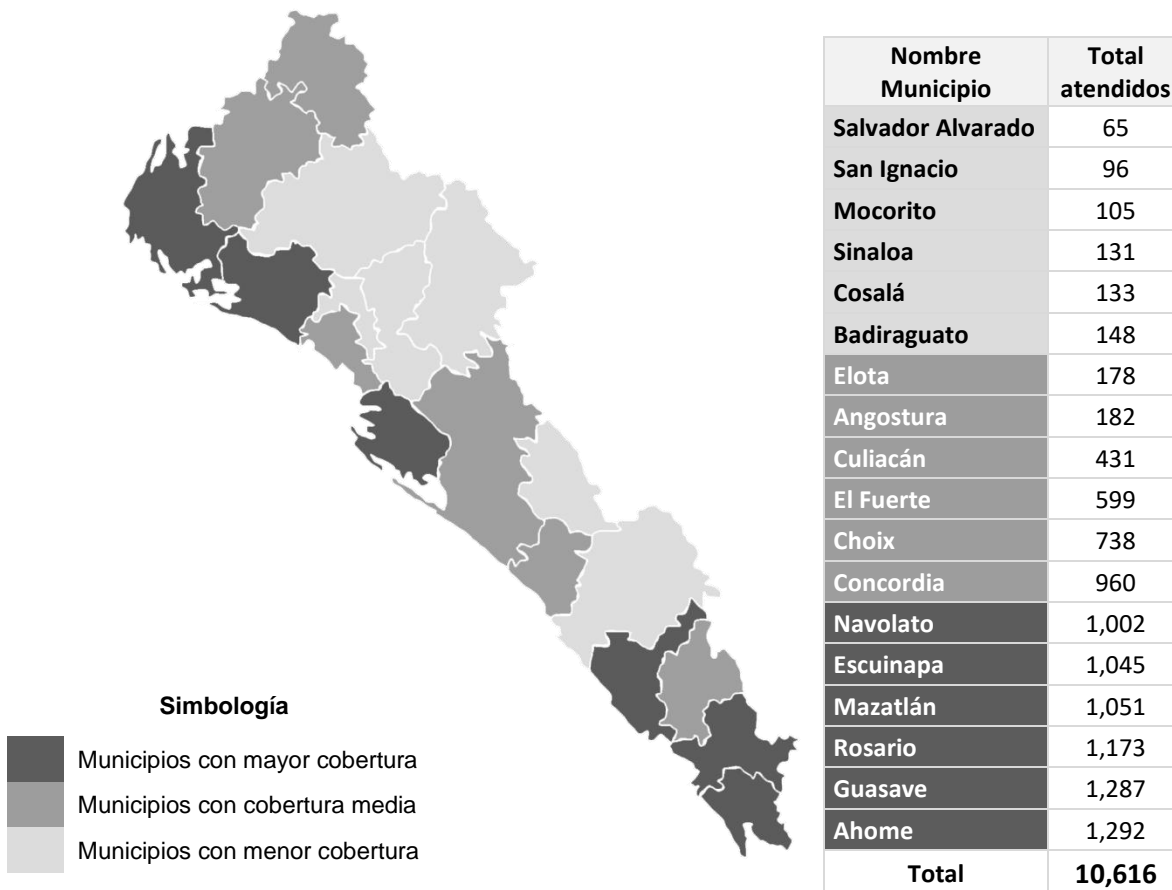 Nombre Municipio Total atendidos
Salvador Alvarado 65
San Ignacio 96
Mocorito 105
Sinaloa 131
Cosalá 133
Badiraguato 148
Elota 178
Angostura 182
Culiacán 431
El Fuerte 599
Choix 738
Concordia 960
Navolato 1,002
Escuinapa 1,045
Mazatlán 1,051
Rosario 1,173
Guasave 1,287
Ahome 1,292
Total 10,616
Simbología
Municipios con mayor cobertura
Municipios con cobertura media
Municipios con menor cobertura